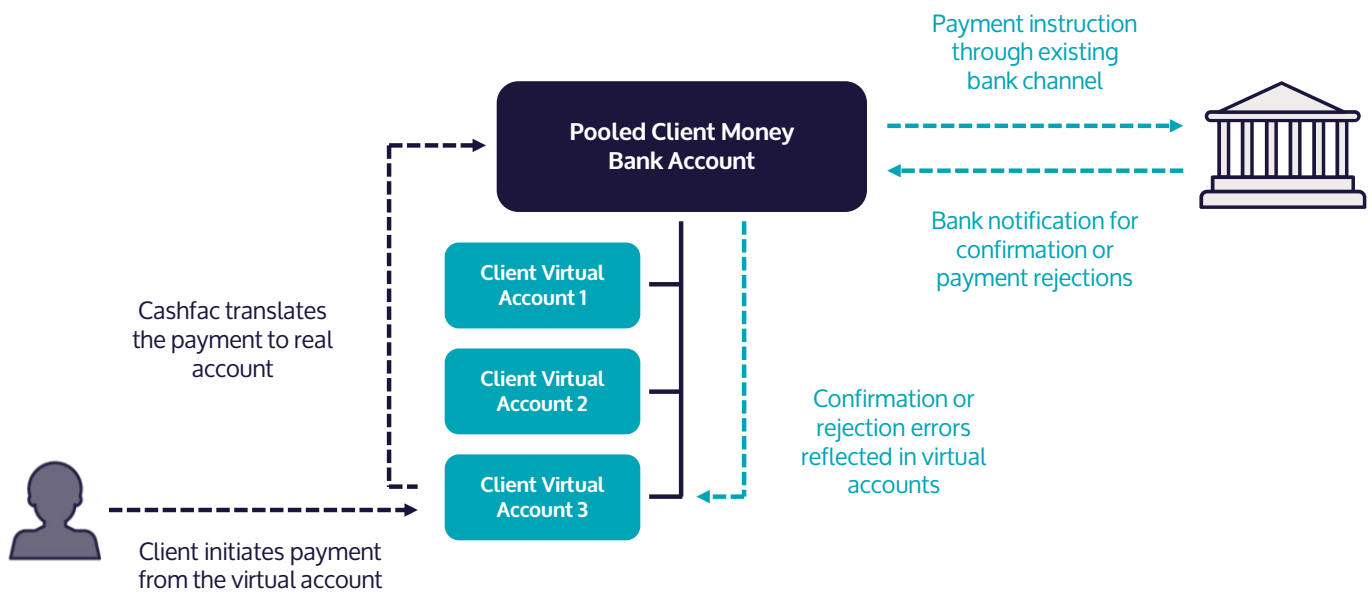 Payment instruction
through existing
bank channel
Pooled Client Money
Bank Account
Bank notification for
confirmation or
payment rejections
Client Virtual
Account 1
Cashfac translates
the payment to real
account
Client Virtual
Account 2
Confirmation or
rejection errors
reflected in virtual
accounts
Client Virtual
Account 3
Client initiates payment
from the virtual account